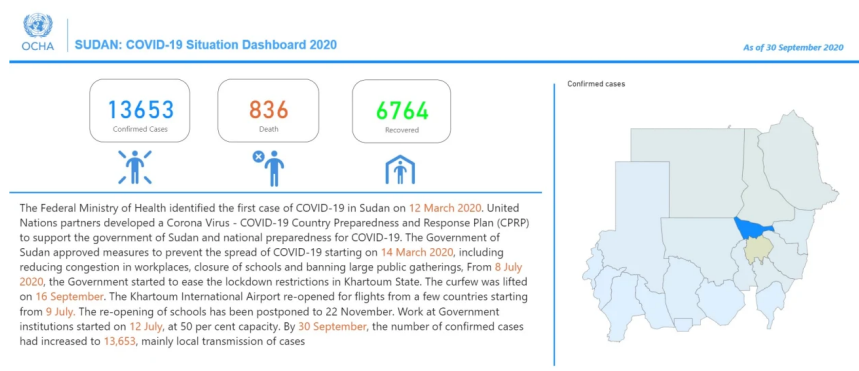 OCHA
SUDAN: COVID-19 Situation Dashboard 2020
As of 30 September 2020
13653
Confirmed Cases
836
Death
6764
Recovered
Confirmed cases
The Federal Ministry of Health identified the first case of COVID-19 in Sudan on 12 March 2020. United
Nations partners developed a Corona Virus - COVID-19 Country Preparedness and Response Plan (CPRP)
to support the government of Sudan and national preparedness for COVID-19. The Government of
Sudan approved measures to prevent the spread of COVID-19 starting on 14 March 2020, including
reducing congestion in workplaces, closure of schools and banning large public gatherings, From 8 July
2020, the Government started to ease the lockdown restrictions in Khartoum State. The curfew was lifted
on 16 September. The Khartoum International Airport re-opened for flights from a few countries starting
from 9 July. The re-opening of schools has been postponed to 22 November. Work at Government
institutions started on 12 July, at 50 per cent capacity. By 30 September, the number of confirmed cases
had increased to 13,653, mainly local transmission of cases